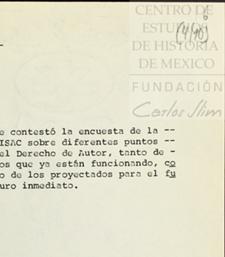 CENTRO DE
ESTUDIOS
DE HISTORIA
DE MEXICO
FUNDACIÓN
Carlos Slim
-
e contestó la encuesta de la --
ISAC sobre diferentes puntos --
el Derecho de Autor, tanto de -
os que ya están funcionando, co
o de los proyectados para el fu
uro inmediato.